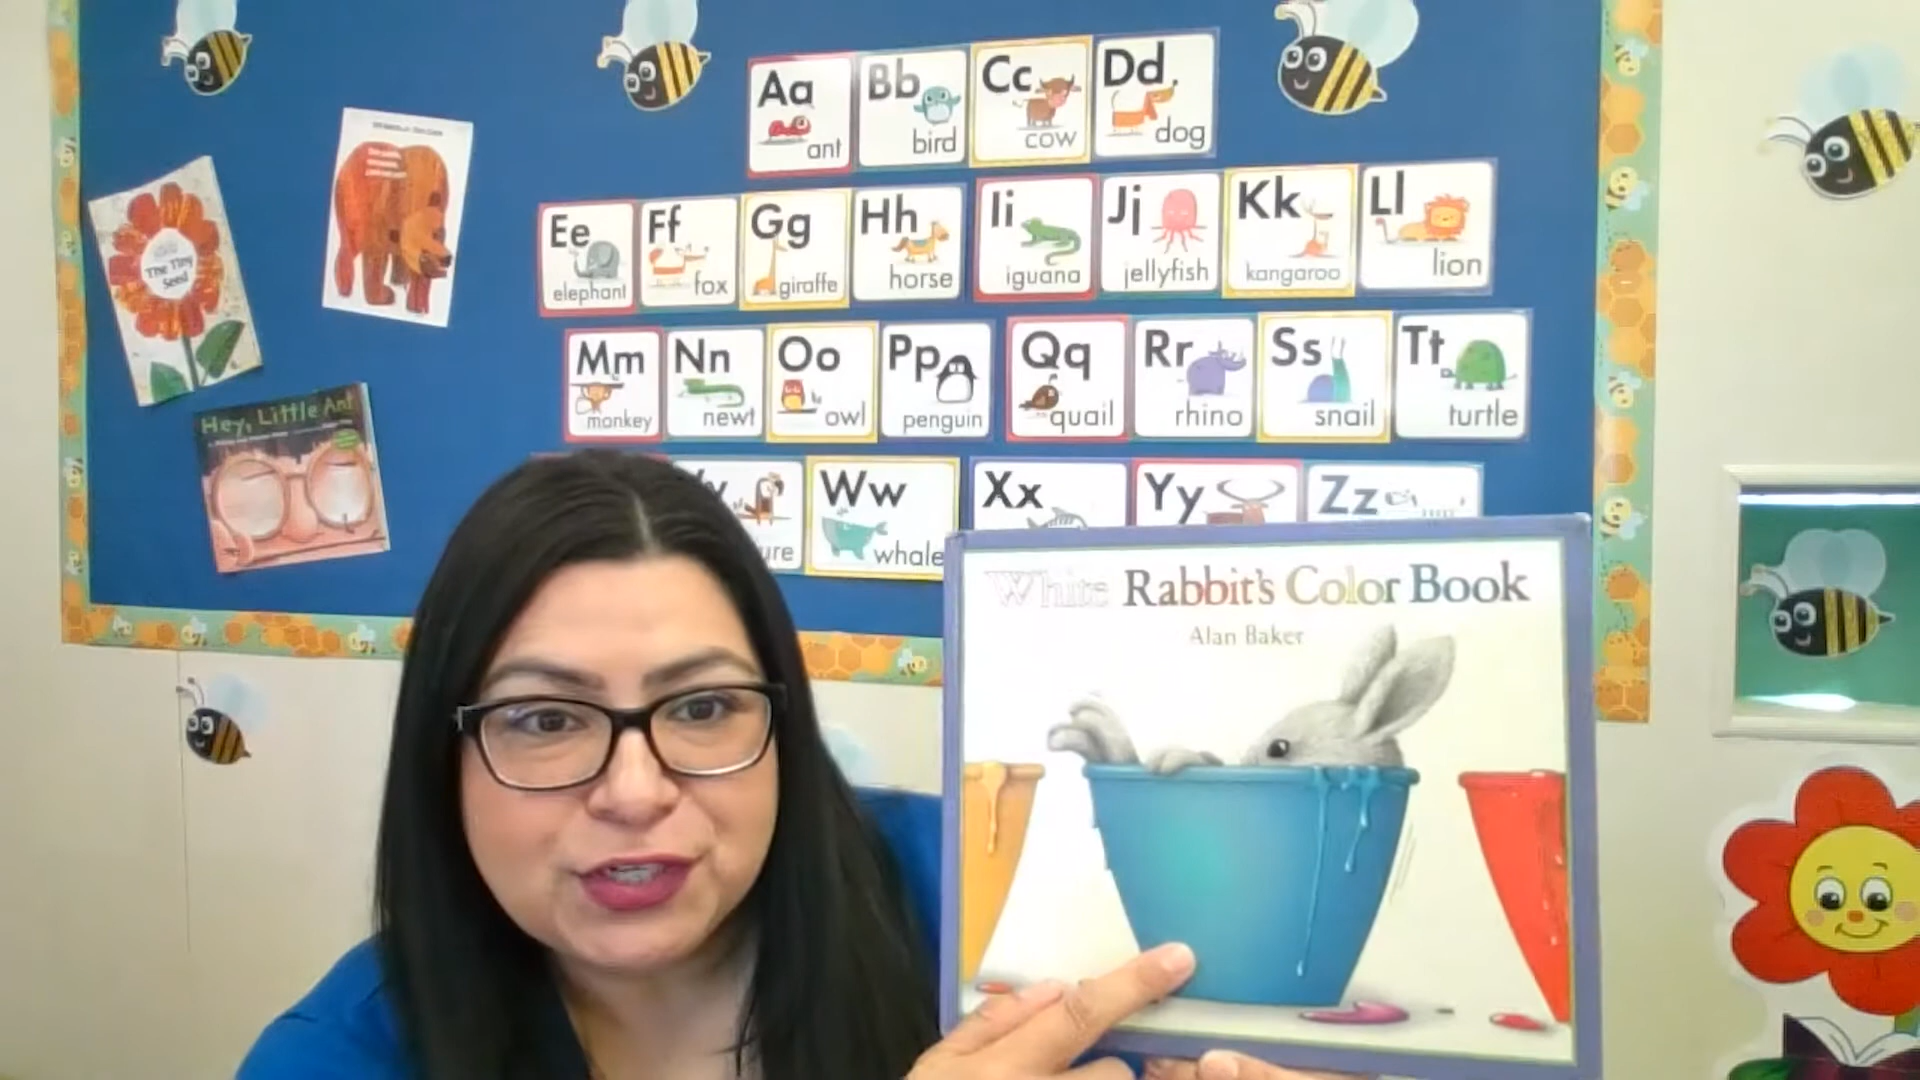 Aa
ant
Bb
bird
Cc
cow
Dd
dog
Ee
elephant
Ff
fox
Gg
giraffe
Hh
horse
Ii
iguana
Jj
jellyfish
Kk
kangaroo
Ll
lion
Mm
monkey
Nn
newt
Oo
owl
Pp
penguin
Qq
quail
Rr
rhino
Ss
snail
Tt
turtle
Ww
whale
Xx
Yy
Zz
The Tiny
Seed
Hey, Little Ant
White Rabbit's Color Book
Alan Baker